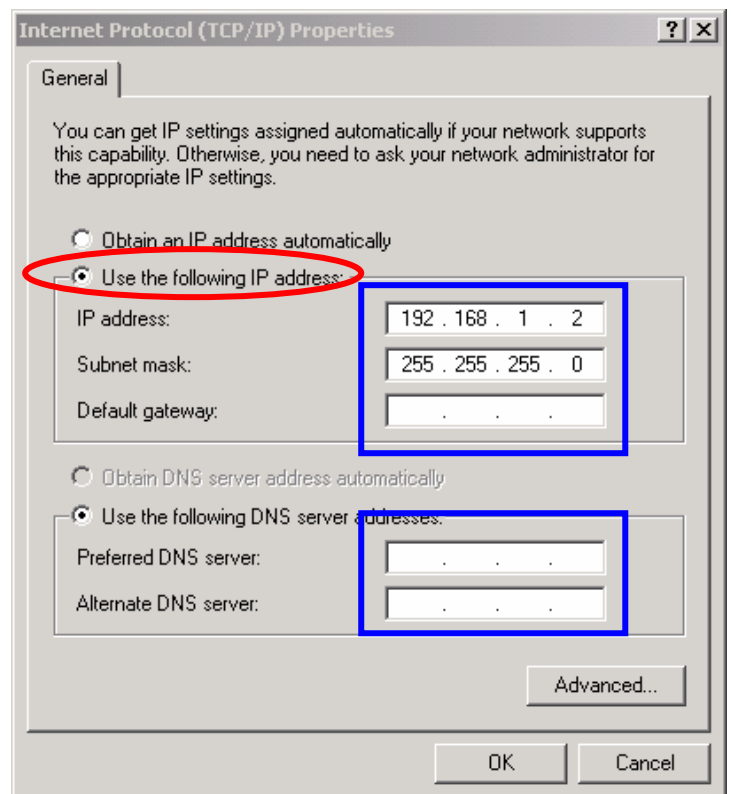 Internet Protocol (TCP/IP) Properties
General
You can get IP settings assigned automatically if your network supports
this capability. Otherwise, you need to ask your network administrator for
the appropriate IP settings.
Obtain an IP address automatically
Use the following IP address:
IP address: 192 . 168 . 1 . 2
Subnet mask: 255 . 255 . 255 . 0
Default gateway: . . .
Obtain DNS server address automatically
Use the following DNS server addresses:
Preferred DNS server: . . .
Alternate DNS server: . . .
Advanced...
OK Cancel